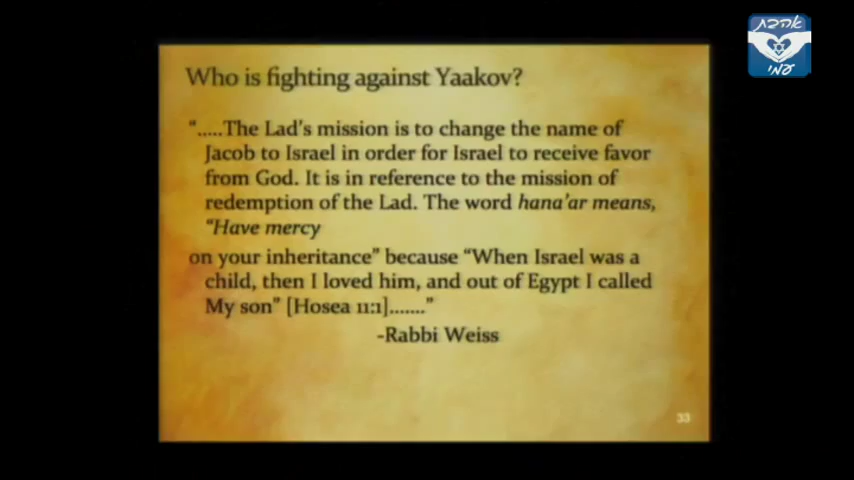 אהבת
עמי
Who is fighting against Yaakov?
“.....The Lad’s mission is to change the name of
Jacob to Israel in order for Israel to receive favor
from God. It is in reference to the mission of
redemption of the Lad. The word hana’ar means,
“Have mercy
on your inheritance” because “When Israel was a
child, then I loved him, and out of Egypt I called
My son” [Hosea 11:1].......”
-Rabbi Weiss
33